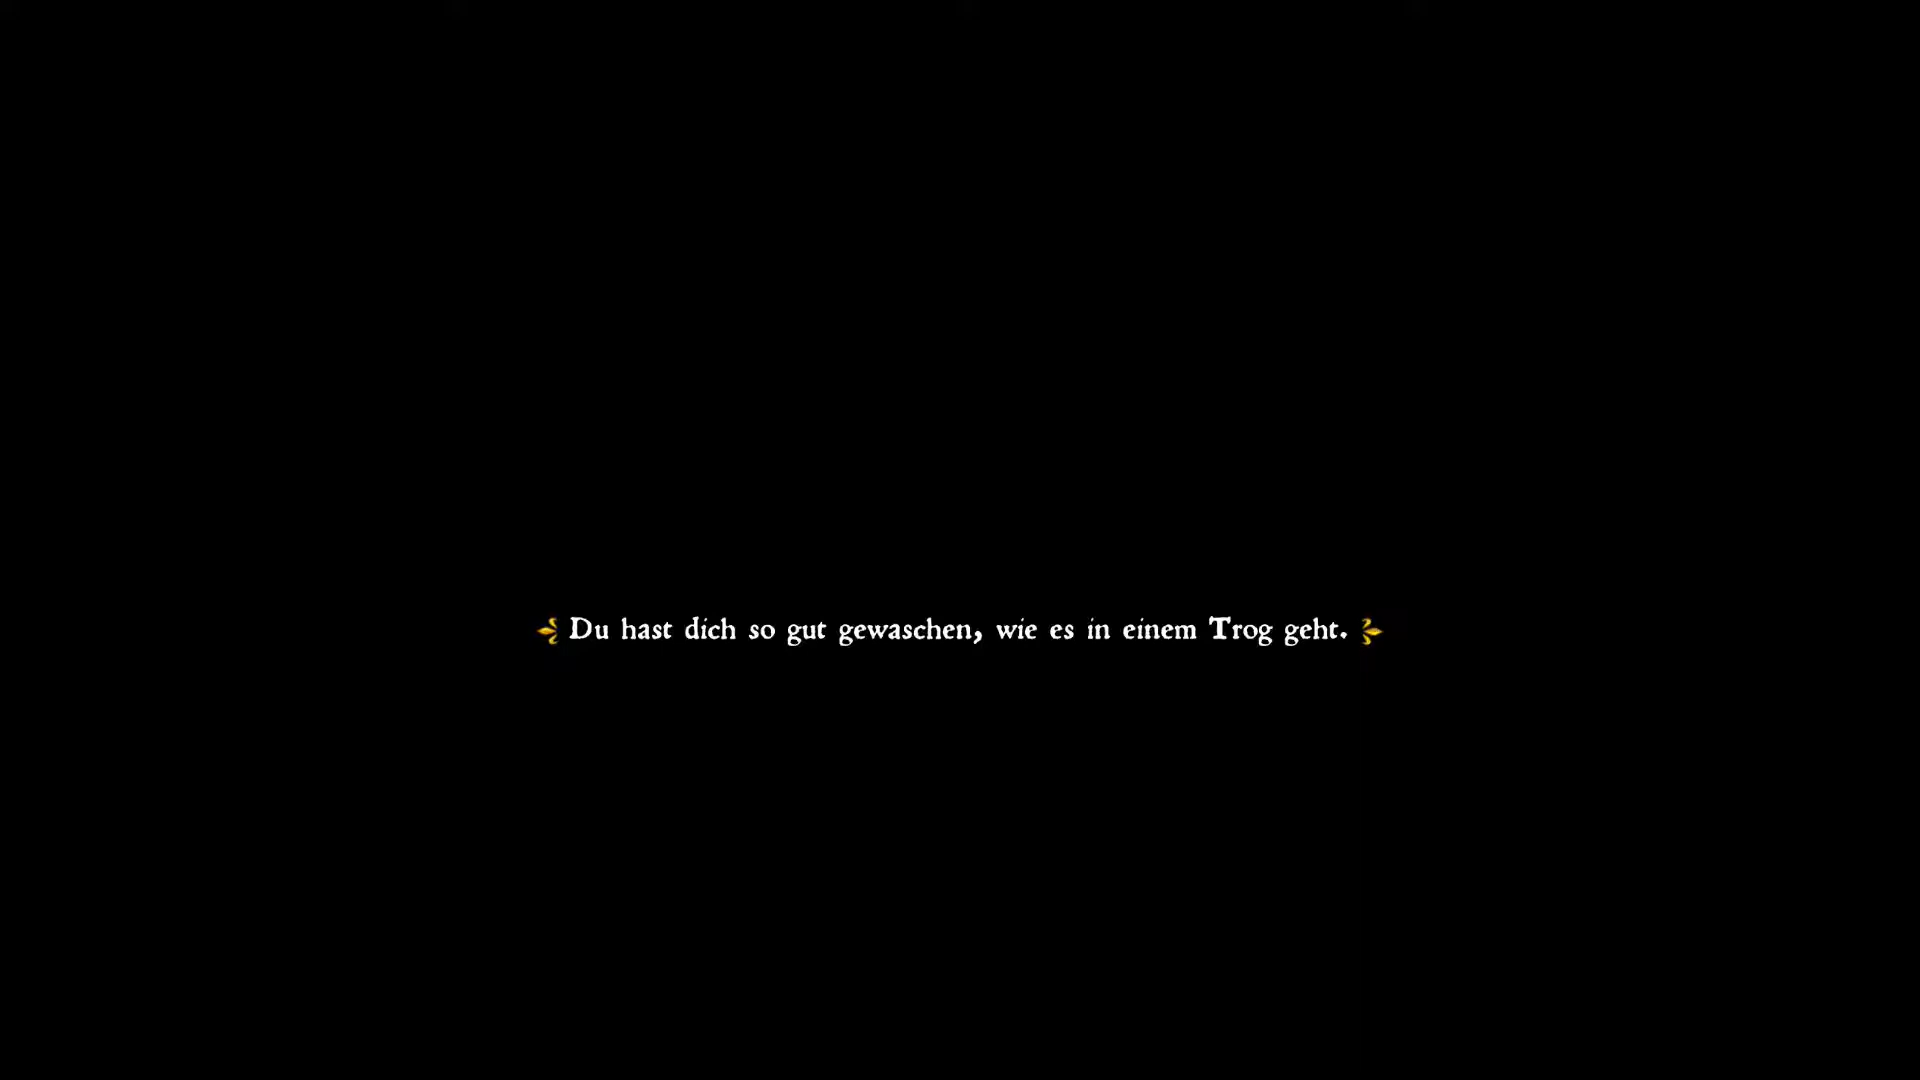 Du hast dich so gut gewaschen, wie es in einem Trog geht.